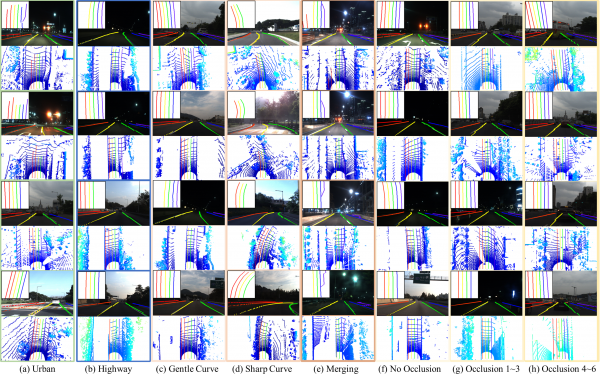 (a) Urban
(b) Highway
(c) Gentle Curve
(d) Sharp Curve
(e) Merging
(f) No Occlusion
(g) Occlusion 1~3
(h) Occlusion 4~6